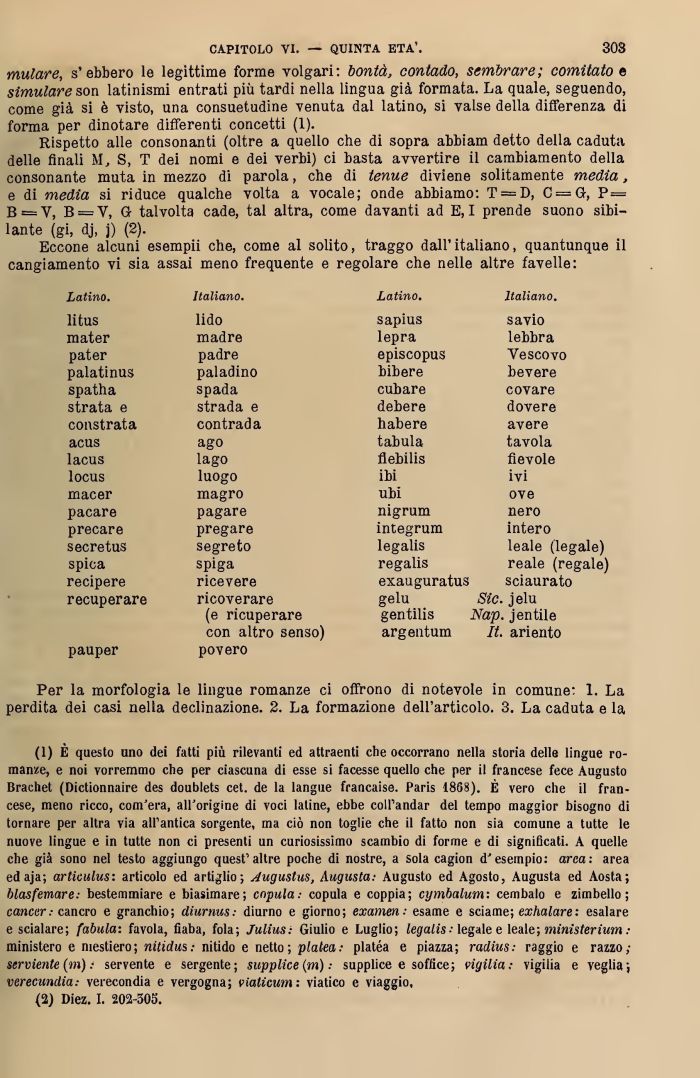 CAPITOLO VI. — QUINTA ETA'. 303
mulare, s' ebbero le legittime forme volgari: bontà, contado, sembrare; comitato e
simulare son latinismi entrati più tardi nella lingua già formata. La quale, seguendo,
come già si è visto, una consuetudine venuta dal latino, si valse della differenza di
forma per dinotare differenti concetti (1).
Rispetto alle consonanti (oltre a quello che di sopra abbiam detto della caduta
delle finali M, S, T dei nomi e dei verbi) ci basta avvertire il cambiamento della
consonante muta in mezzo di parola, che di tenue diviene solitamente media,
e di media si riduce qualche volta a vocale; onde abbiamo: T = D, C = G, P =
B = V, B = V, G talvolta cade, tal altra, come davanti ad E, I prende suono sibi-
lante (gi, dj, j) (2).
Eccone alcuni esempii che, come al solito, traggo dall' italiano, quantunque il
cangiamento vi sia assai meno frequente e regolare che nelle altre favelle:
Latino. Italiano. Latino. Italiano.
litus lido sapius savio
mater madre lepra lebbra
pater padre episcopus Vescovo
palatinus paladino bibere bevere
spatha spada cubare covare
strata e strada e debere dovere
constrata contrada habere avere
acus ago tabula tavola
lacus lago flebilis fievole
locus luogo ibi ivi
macer magro ubi ove
pacare pagare nigrum nero
precare pregare integrum intero
secretus segreto legalis leale (legale)
spica spiga regalis reale (regale)
recipere ricevere exauguratus sciaurato
recuperare ricoverare gelu Sic. jelu
(e ricuperare gentilis Nap. jentile
con altro senso) argentum It. ariento
pauper povero
Per la morfologia le lingue romanze ci offrono di notevole in comune: 1. La
perdita dei casi nella declinazione. 2. La formazione dell'articolo. 3. La caduta e la
(1) È questo uno dei fatti più rilevanti ed attraenti che occorrano nella storia delle lingue ro-
manze, e noi vorremmo che per ciascuna di esse si facesse quello che per il francese fece Augusto
Brachet (Dictionnaire des doublets cet. de la langue francaise. Paris 1868). È vero che il fran-
cese, meno ricco, com'era, all'origine di voci latine, ebbe coll'andar del tempo maggior bisogno di
tornare per altra via all'antica sorgente, ma ciò non toglie che il fatto non sia comune a tutte le
nuove lingue e in tutte non ci presenti un curiosissimo scambio di forme e di significati. A quelle
che già sono nel testo aggiungo quest' altre poche di nostre, a sola cagion d' esempio: area: area
ed aja; articulus: articolo ed artiglio; Augustus, Augusta: Augusto ed Agosto, Augusta ed Aosta;
blasfemare: bestemmiare e biasimare; copula: copula e coppia; cymbalum: cembalo e zimbello;
cancer: cancro e granchio; diurnus: diurno e giorno; examen: esame e sciame; exhalare: esalare
e scialare; fabula: favola, fiaba, fola; Julius: Giulio e Luglio; legalis: legale e leale; ministerium:
ministero e mestiero; nitidus: nitido e netto; platea: platéa e piazza; radius: raggio e razzo;
serviente (m): servente e sergente; supplice (m): supplice e soffice; vigilia: vigilia e veglia;
verecundia: verecondia e vergogna; viaticum: viatico e viaggio.
(2) Diez. I. 202-305.